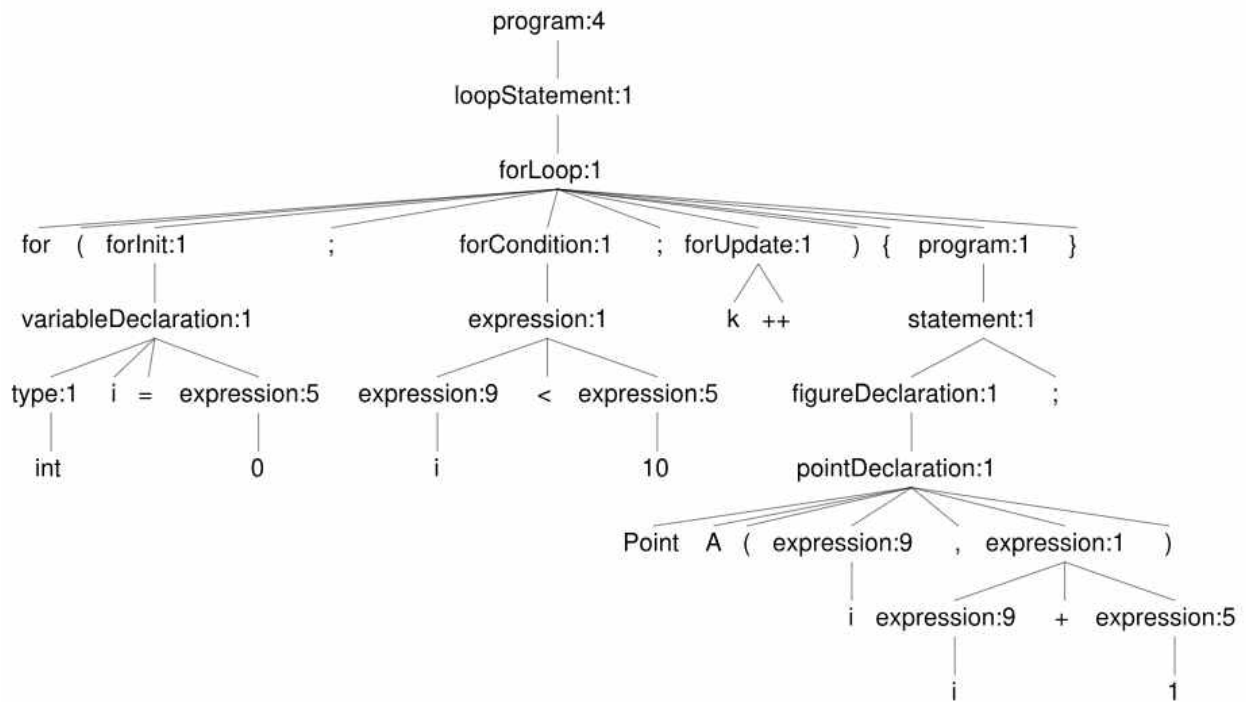 program:4
loopStatement:1
forLoop:1
for ( forInit:1 ; forCondition:1 ; forUpdate:1 ) { program:1 }
variableDeclaration:1 expression:1 k ++ statement:1
type:1 i = expression:5 expression:9 < expression:5 figureDeclaration:1 ;
int 0 i 10 pointDeclaration:1
Point A ( expression:9 , expression:1 )
i expression:9 + expression:5
i 1